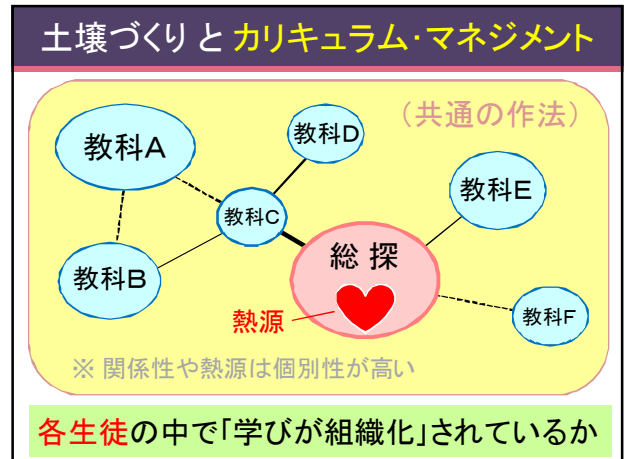 土壌づくり と カリキュラム・マネジメント
(共通の作法)
教科A
教科D
教科E
教科C
教科B
総 探
熱源
教科F
※ 関係性や熱源は個別性が高い
各生徒の中で「学びが組織化」されているか